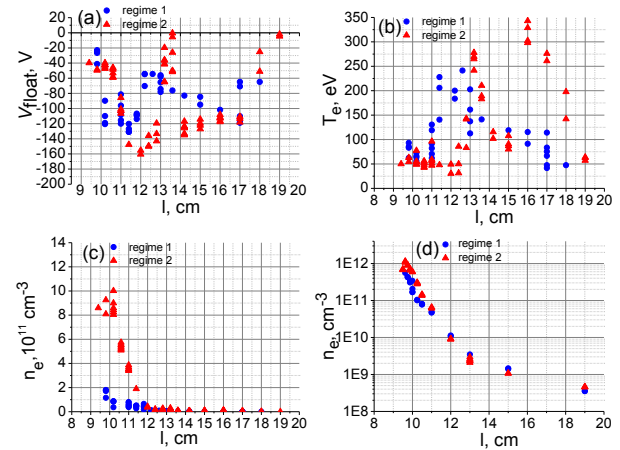 (a)
regime 1
regime 2
0
-20
-40
-60
-80
-100
-120
-140
-160
-180
-200
V float, V
8 9 10 11 12 13 14 15 16 17 18 19 20
l, cm
(b)
regime 1
regime 2
350
300
250
200
150
100
50
0
Te, eV
8 9 10 11 12 13 14 15 16 17 18 19 20
l, cm
(c)
regime 1
regime 2
14
12
10
8
6
4
2
0
ne,10^11 cm-3
8 9 10 11 12 13 14 15 16 17 18 19 20
l, cm
(d)
regime 1
regime 2
1E12
1E11
1E10
1E9
1E8
ne, cm-3
8 10 12 14 16 18 20
l, cm